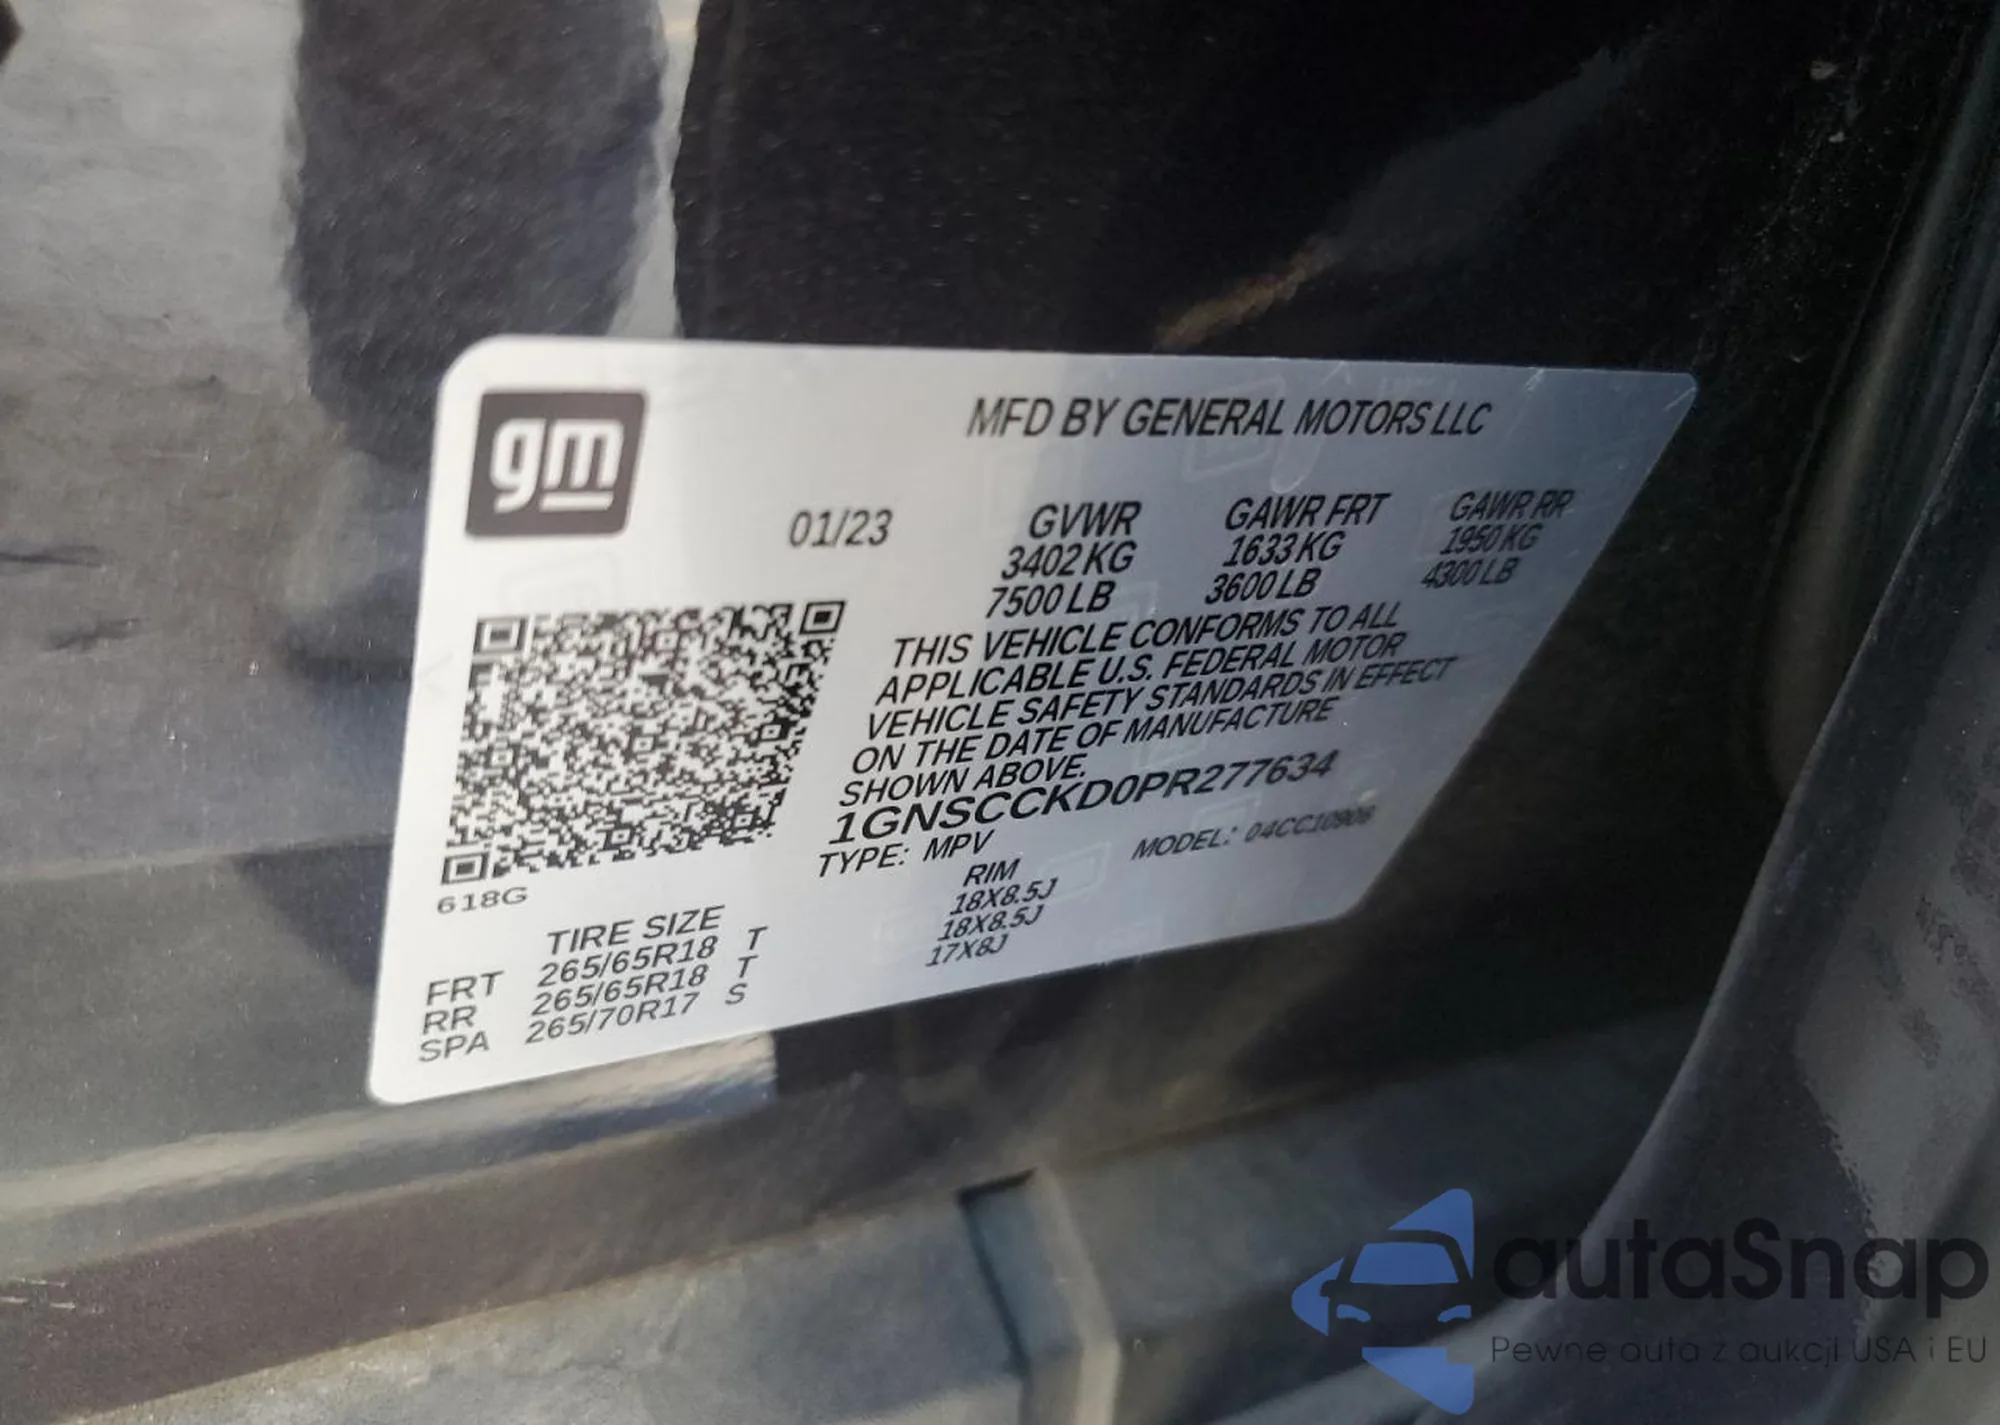 gm
MFD BY GENERAL MOTORS LLC
01/23 GVWR GAWR FRT GAWR RR
3402 KG 1633 KG 1950 KG
7500 LB 3600 LB 4300 LB
THIS VEHICLE CONFORMS TO ALL
APPLICABLE U.S. FEDERAL MOTOR
VEHICLE SAFETY STANDARDS IN EFFECT
ON THE DATE OF MANUFACTURE
SHOWN ABOVE.
1GNSCCKD0PR277634
TYPE: MPV MODEL: 04CC10906
618G
TIRE SIZE RIM
FRT 265/65R18 T 18X8.5J
RR 265/65R18 T 18X8.5J
SPA 265/70R17 S 17X8J
autaSnap
Pewne auta z aukcji USA i EU